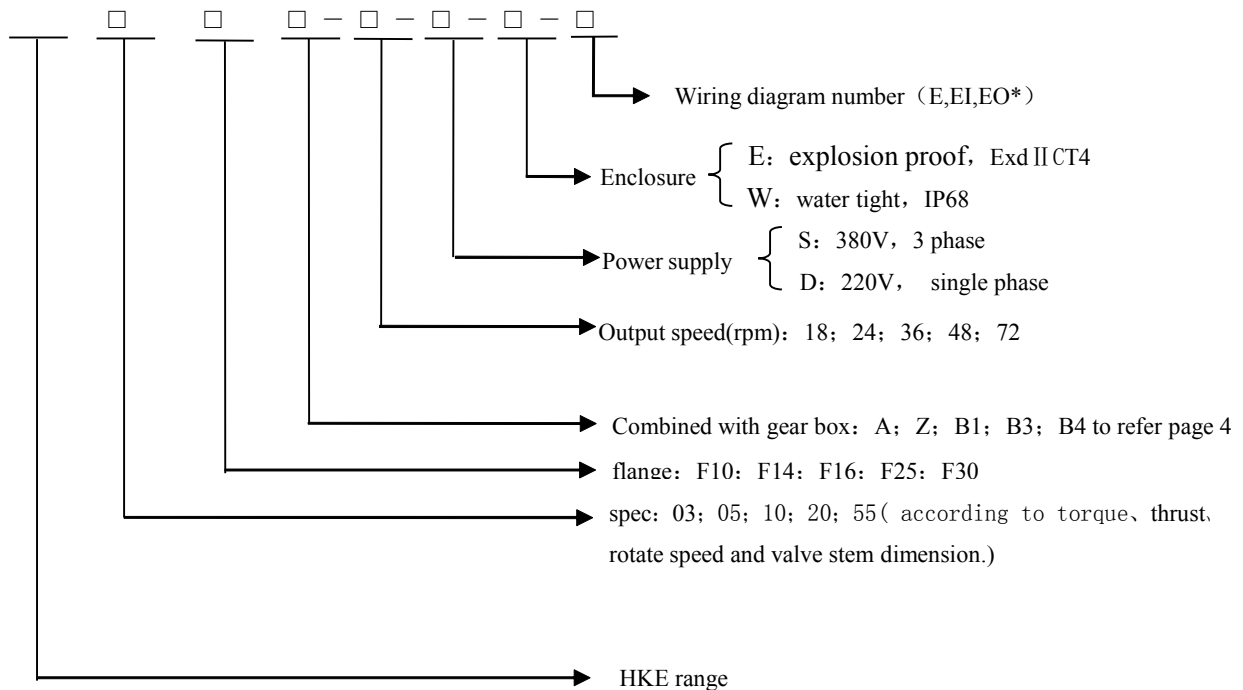 □ □ □－□－□－□－□
Wiring diagram number（E,EI,EO*）
E：explosion proof，ExdⅡCT4
Enclosure
W：water tight，IP68
S：380V，3 phase
Power supply
D：220V， single phase
Output speed(rpm)：18；24；36；48；72
Combined with gear box：A；Z；B1；B3；B4 to refer page 4
flange：F10；F14；F16；F25；F30
spec：03；05；10；20；55( according to torque、thrust、
rotate speed and valve stem dimension.)
HKE range